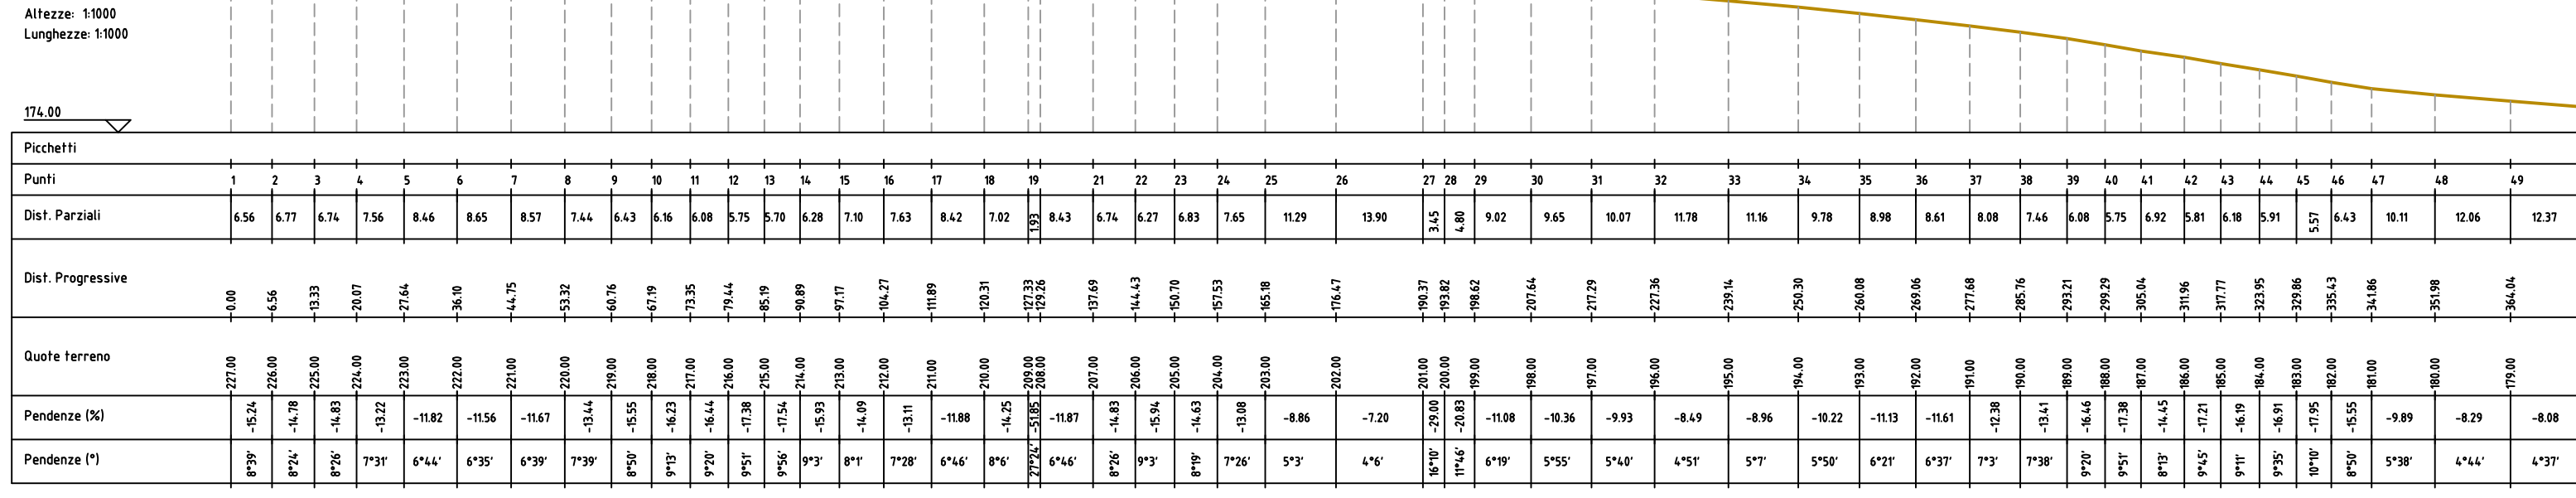 Altezze: 1:1000
Lunghezze: 1:1000
174.00
Picchetti
Punti 1 2 3 4 5 6 7 8 9 10 11 12 13 14 15 16 17 18 19 21 22 23 24 25 26 27 28 29 30 31 32 33 34 35 36 37 38 39 40 41 42 43 44 45 46 47 48 49
Dist. Parziali 6.56 6.77 6.74 7.56 8.46 8.65 8.57 7.44 6.43 6.16 6.08 5.75 5.70 6.28 7.10 7.63 8.42 7.02 1.93 8.43 6.74 6.27 6.83 7.65 11.29 13.90 3.45 4.80 9.02 9.65 10.07 11.78 11.16 9.78 8.98 8.61 8.08 7.46 6.08 5.75 6.92 5.81 6.18 5.91 5.57 6.43 10.11 12.06 12.37
Dist. Progressive 0.00 6.56 13.33 20.07 27.64 36.10 44.75 53.32 60.76 67.19 73.35 79.44 85.19 90.89 97.17 104.27 111.89 120.31 127.33 129.26 137.69 144.43 150.70 157.53 165.18 176.47 190.37 193.82 198.62 207.64 217.29 227.36 239.14 250.30 260.08 269.06 277.68 285.76 293.21 299.29 305.04 311.96 317.77 323.95 329.86 335.43 341.86 351.98 364.04
Quote terreno 227.00 226.00 225.00 224.00 223.00 222.00 221.00 220.00 219.00 218.00 217.00 216.00 215.00 214.00 213.00 212.00 211.00 210.00 209.00 208.00 207.00 206.00 205.00 204.00 203.00 202.00 201.00 200.00 199.00 198.00 197.00 196.00 195.00 194.00 193.00 192.00 191.00 190.00 189.00 188.00 187.00 186.00 185.00 184.00 183.00 182.00 181.00 180.00 179.00
Pendenze (%) -15.24 -14.78 -14.83 -13.22 -11.82 -11.56 -11.67 -13.44 -15.55 -16.23 -16.44 -17.38 -17.54 -15.93 -14.09 -13.11 -11.88 -14.25 -51.85 -11.87 -14.83 -15.94 -14.63 -13.08 -8.86 -7.20 -29.00 -20.83 -11.08 -10.36 -9.93 -8.49 -8.96 -10.22 -11.13 -11.61 -12.38 -13.41 -16.46 -17.38 -14.45 -17.21 -16.19 -16.91 -17.95 -15.55 -9.89 -8.29 -8.08
Pendenze (°) 8°39' 8°24' 8°26' 7°31' 6°44' 6°35' 6°39' 7°39' 8°50' 9°13' 9°20' 9°51' 9°56' 9°3' 8°1' 7°28' 6°46' 8°6' 27°24' 6°46' 8°26' 9°3' 8°19' 7°26' 5°3' 4°6' 16°10' 11°46' 6°19' 5°55' 5°40' 4°51' 5°7' 5°50' 6°21' 6°37' 7°3' 7°38' 9°20' 9°51' 8°13' 9°45' 9°11' 9°35' 10°10' 8°50' 5°38' 4°44' 4°37'